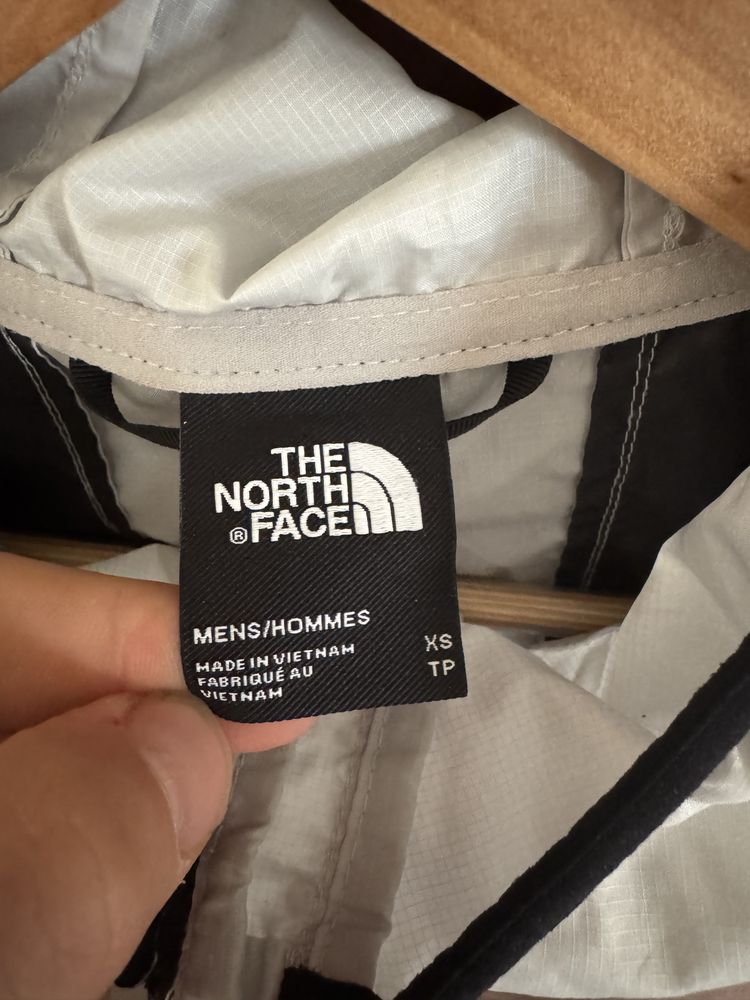 THE
NORTH
® FACE
MENS/HOMMES
XS
MADE IN VIETNAM
TP
FABRIQUÉ AU
VIETNAM